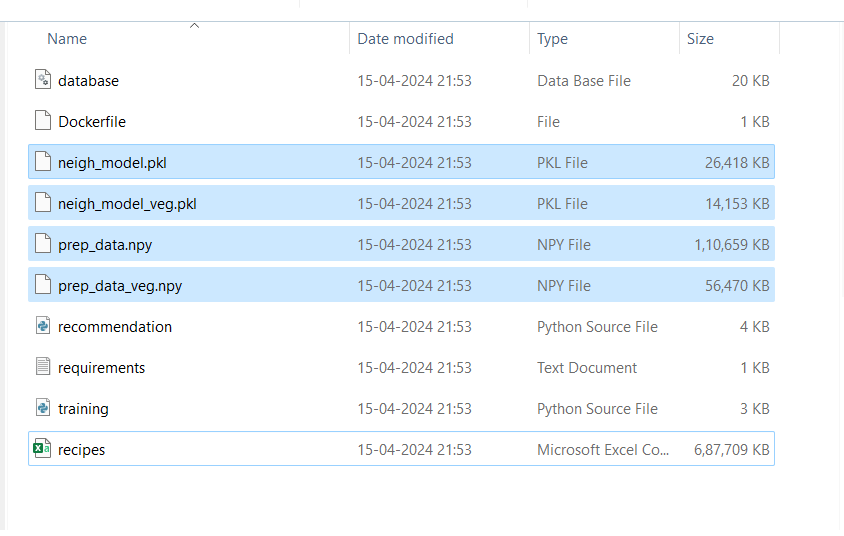 Name Date modified Type Size
database 15-04-2024 21:53 Data Base File 20 KB
Dockerfile 15-04-2024 21:53 File 1 KB
neigh_model.pkl 15-04-2024 21:53 PKL File 26,418 KB
neigh_model_veg.pkl 15-04-2024 21:53 PKL File 14,153 KB
prep_data.npy 15-04-2024 21:53 NPY File 1,10,659 KB
prep_data_veg.npy 15-04-2024 21:53 NPY File 56,470 KB
recommendation 15-04-2024 21:53 Python Source File 4 KB
requirements 15-04-2024 21:53 Text Document 1 KB
training 15-04-2024 21:53 Python Source File 3 KB
recipes 15-04-2024 21:53 Microsoft Excel Co... 6,87,709 KB